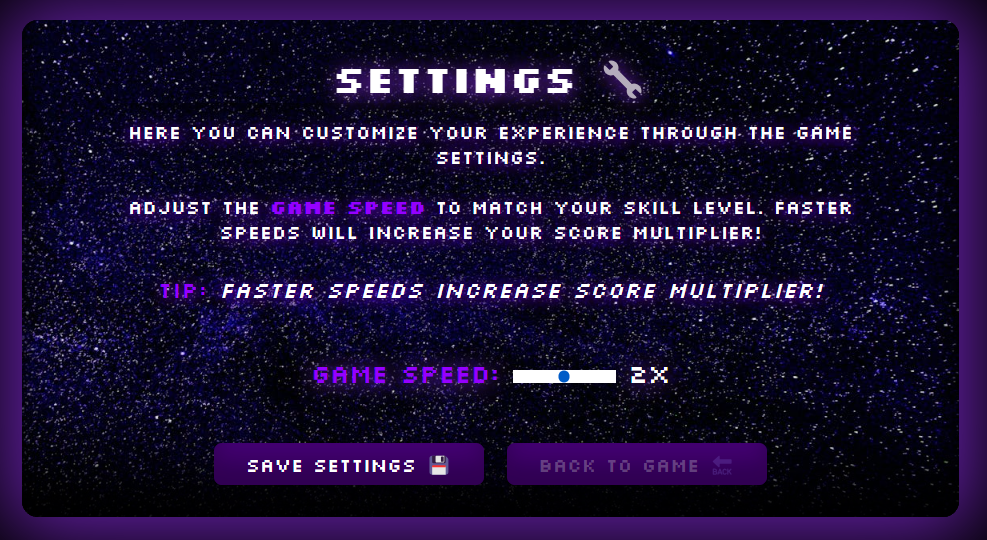 SETTINGS
HERE YOU CAN CUSTOMIZE YOUR EXPERIENCE THROUGH THE GAME
SETTINGS.
ADJUST THE GAME SPEED TO MATCH YOUR SKILL LEVEL. FASTER
SPEEDS WILL INCREASE YOUR SCORE MULTIPLIER!
TIP: FASTER SPEEDS INCREASE SCORE MULTIPLIER!
GAME SPEED: 2X
SAVE SETTINGS
BACK TO GAME BACK